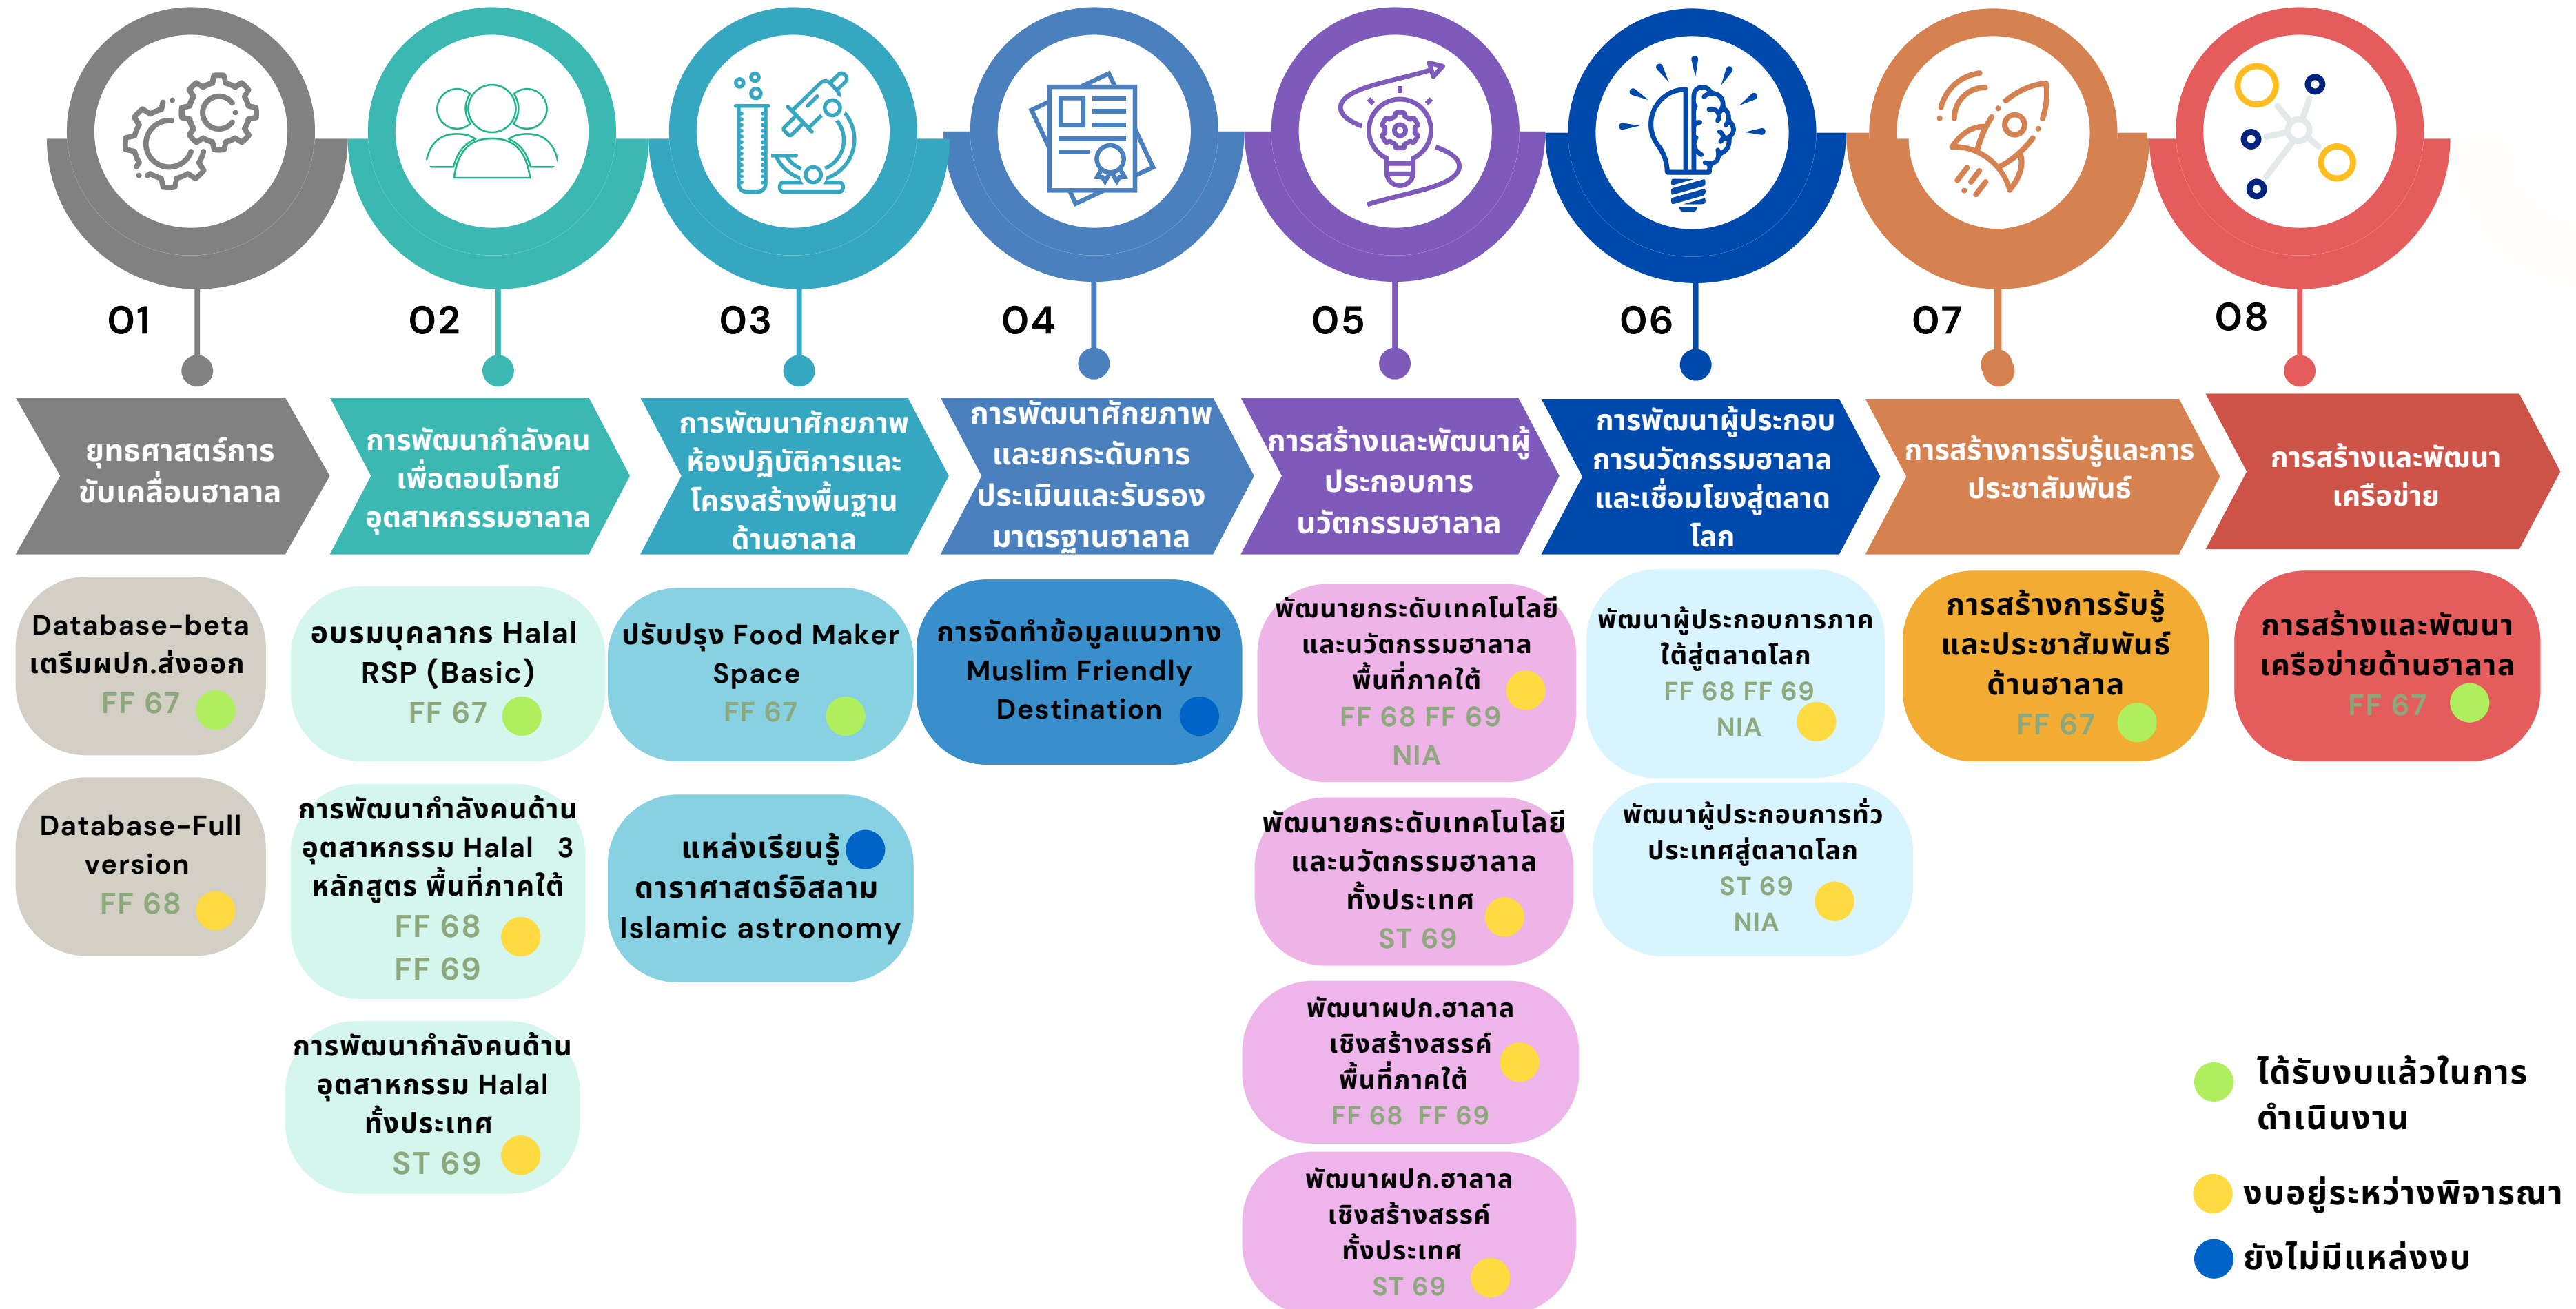 01
02
03
04
05
06
07
08
ยุทธศาสตร์การ
ขับเคลื่อนฮาลาล
การพัฒนากำลังคน
เพื่อตอบโจทย์
อุตสาหกรรมฮาลาล
การพัฒนาศักยภาพ
ห้องปฏิบัติการและ
โครงสร้างพื้นฐาน
ด้านฮาลาล
การพัฒนาศักยภาพ
และยกระดับการ
ประเมินและรับรอง
มาตรฐานฮาลาล
การสร้างและพัฒนาผู้
ประกอบการ
นวัตกรรมฮาลาล
การพัฒนาผู้ประกอบ
การนวัตกรรมฮาลาล
และเชื่อมโยงสู่ตลาด
โลก
การสร้างการรับรู้และการ
ประชาสัมพันธ์
การสร้างและพัฒนา
เครือข่าย
Database-beta
เตรีมผปก.ส่งออก
FF 67
Database-Full
version
FF 68
อบรมบุคลากร Halal
RSP (Basic)
FF 67
การพัฒนากำลังคนด้าน
อุตสาหกรรม Halal 3
หลักสูตร พื้นที่ภาคใต้
FF 68
FF 69
การพัฒนากำลังคนด้าน
อุตสาหกรรม Halal
ทั้งประเทศ
ST 69
ปรับปรุง Food Maker
Space
FF 67
แหล่งเรียนรู้
ดาราศาสตร์อิสลาม
Islamic astronomy
การจัดทำข้อมูลแนวทาง
Muslim Friendly
Destination
พัฒนายกระดับเทคโนโลยี
และนวัตกรรมฮาลาล
พื้นที่ภาคใต้
FF 68 FF 69
NIA
พัฒนายกระดับเทคโนโลยี
และนวัตกรรมฮาลาล
ทั้งประเทศ
ST 69
พัฒนาผปก.ฮาลาล
เชิงสร้างสรรค์
พื้นที่ภาคใต้
FF 68 FF 69
พัฒนาผปก.ฮาลาล
เชิงสร้างสรรค์
ทั้งประเทศ
ST 69
พัฒนาผู้ประกอบการภาค
ใต้สู่ตลาดโลก
FF 68 FF 69
NIA
พัฒนาผู้ประกอบการทั่ว
ประเทศสู่ตลาดโลก
ST 69
NIA
การสร้างการรับรู้
และประชาสัมพันธ์
ด้านฮาลาล
FF 67
การสร้างและพัฒนา
เครือข่ายด้านฮาลาล
FF 67
ได้รับงบแล้วในการ
ดำเนินงาน
งบอยู่ระหว่างพิจารณา
ยังไม่มีแหล่งงบ